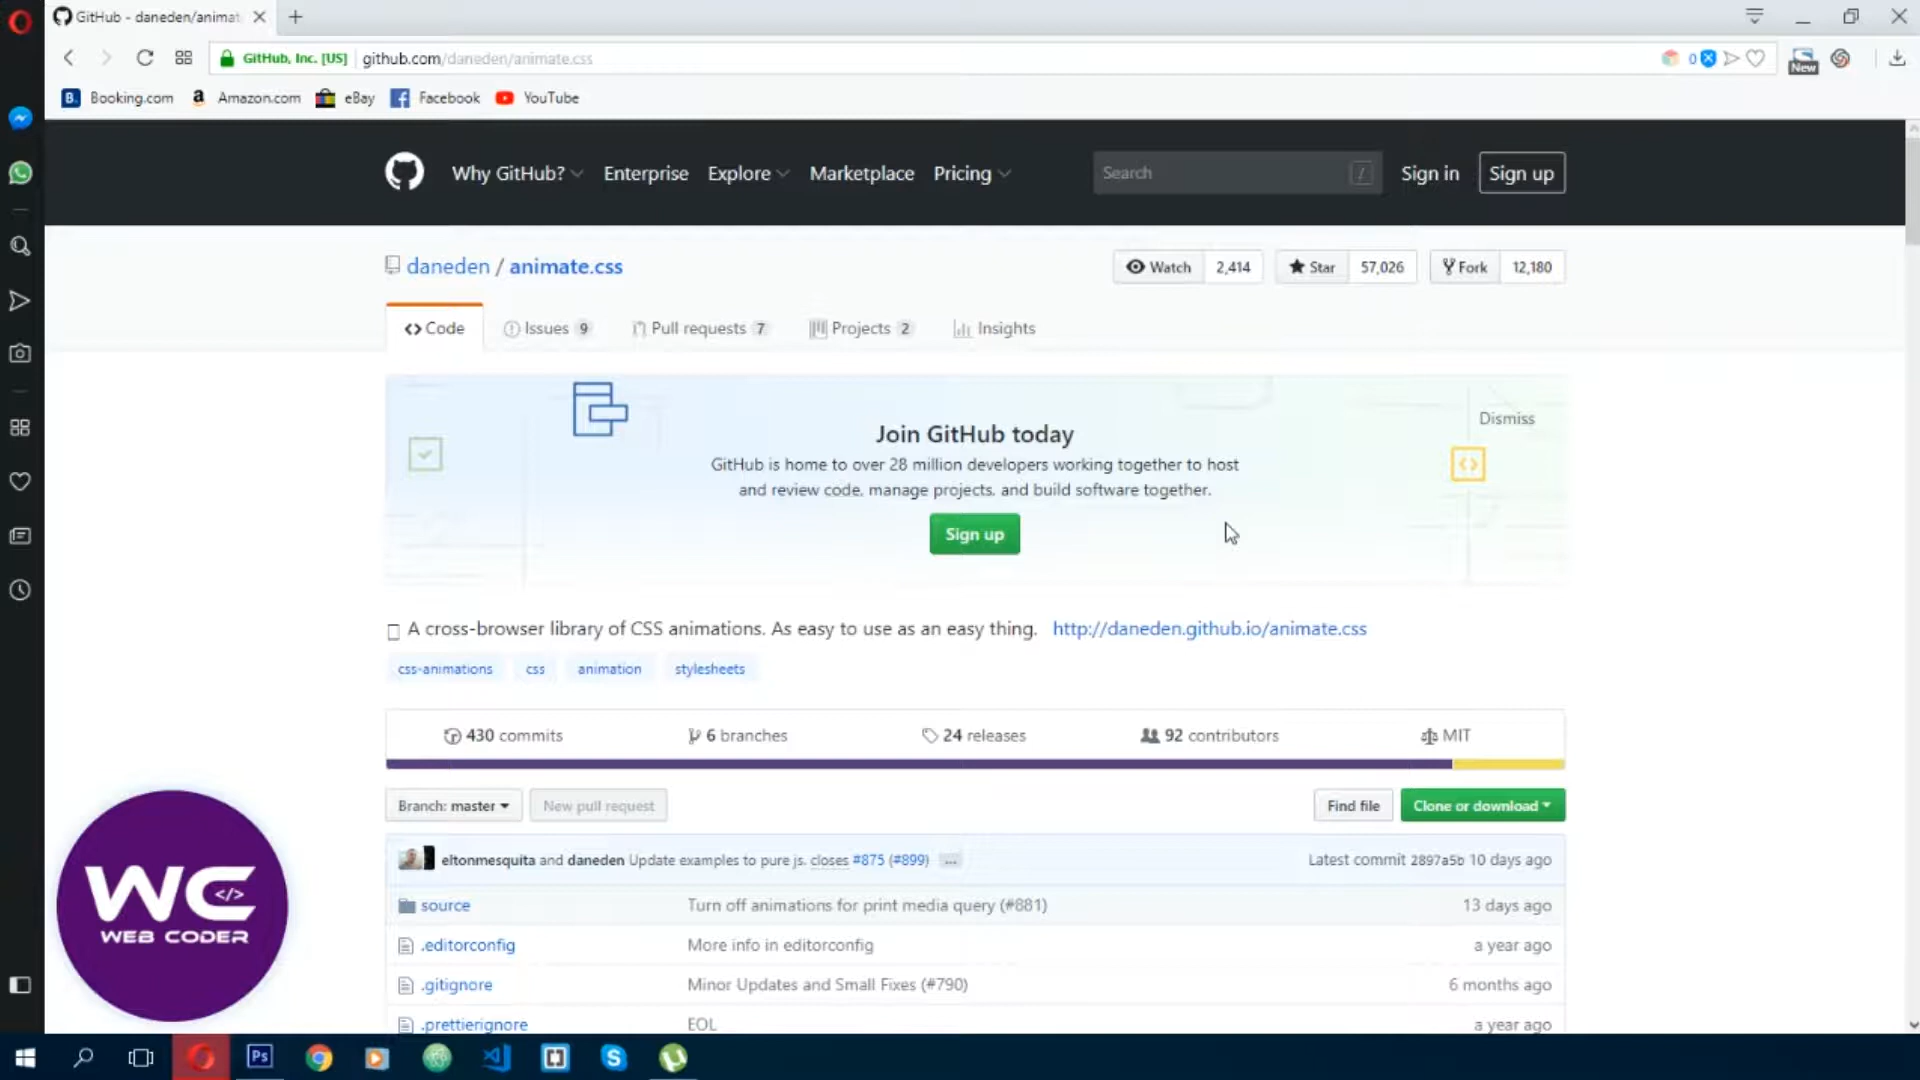 GitHub - daneden/animat
GitHub, Inc. [US] github.com/daneden/animate.css
0
New
B. Booking.com a Amazon.com eBay Facebook YouTube
Why GitHub? Enterprise Explore Marketplace Pricing Search / Sign in Sign up
daneden / animate.css
Watch 2,414 Star 57,026 Fork 12,180
Code Issues 9 Pull requests 7 Projects 2 Insights
Dismiss
Join GitHub today
GitHub is home to over 28 million developers working together to host
and review code, manage projects, and build software together.
Sign up
A cross-browser library of CSS animations. As easy to use as an easy thing. http://daneden.github.io/animate.css
css-animations css animation stylesheets
430 commits 6 branches 24 releases 92 contributors MIT
Branch: master New pull request Find file Clone or download
eltonmesquita and daneden Update examples to pure js. closes #875 (#899) ... Latest commit 2897a5b 10 days ago
source Turn off animations for print media query (#881) 13 days ago
.editorconfig More info in editorconfig a year ago
.gitignore Minor Updates and Small Fixes (#790) 6 months ago
.prettierignore EOL a year ago
WC </>
WEB CODER
Ps